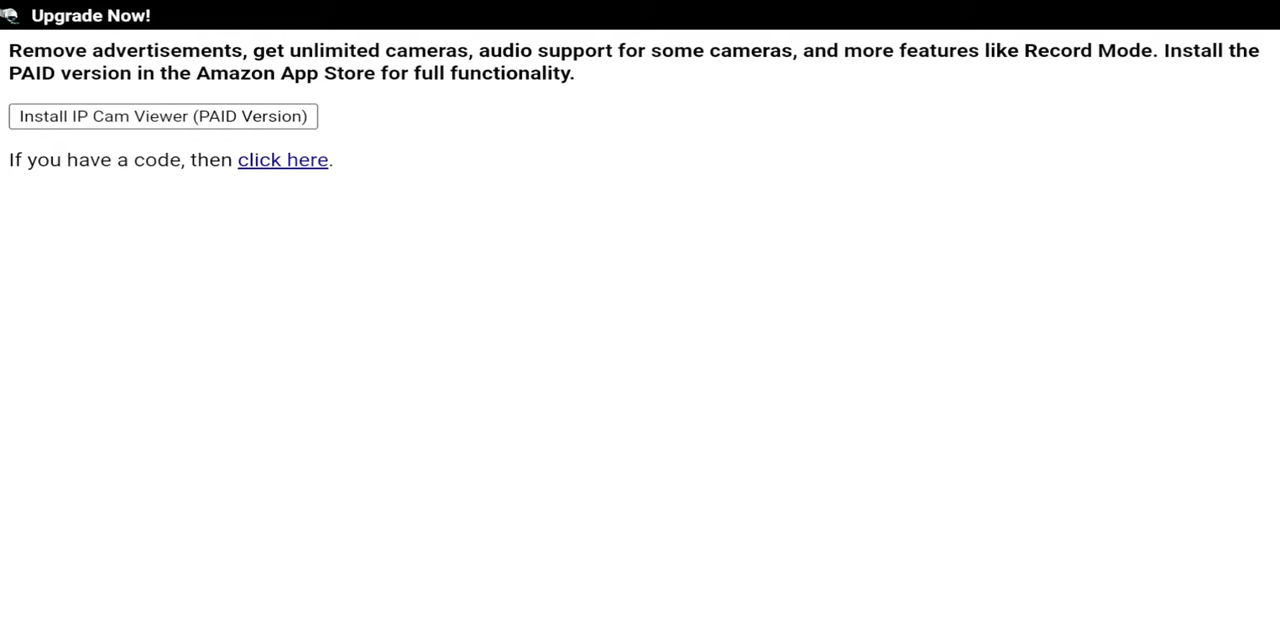 Upgrade Now!
Remove advertisements, get unlimited cameras, audio support for some cameras, and more features like Record Mode. Install the
PAID version in the Amazon App Store for full functionality.
Install IP Cam Viewer (PAID Version)
If you have a code, then click here.